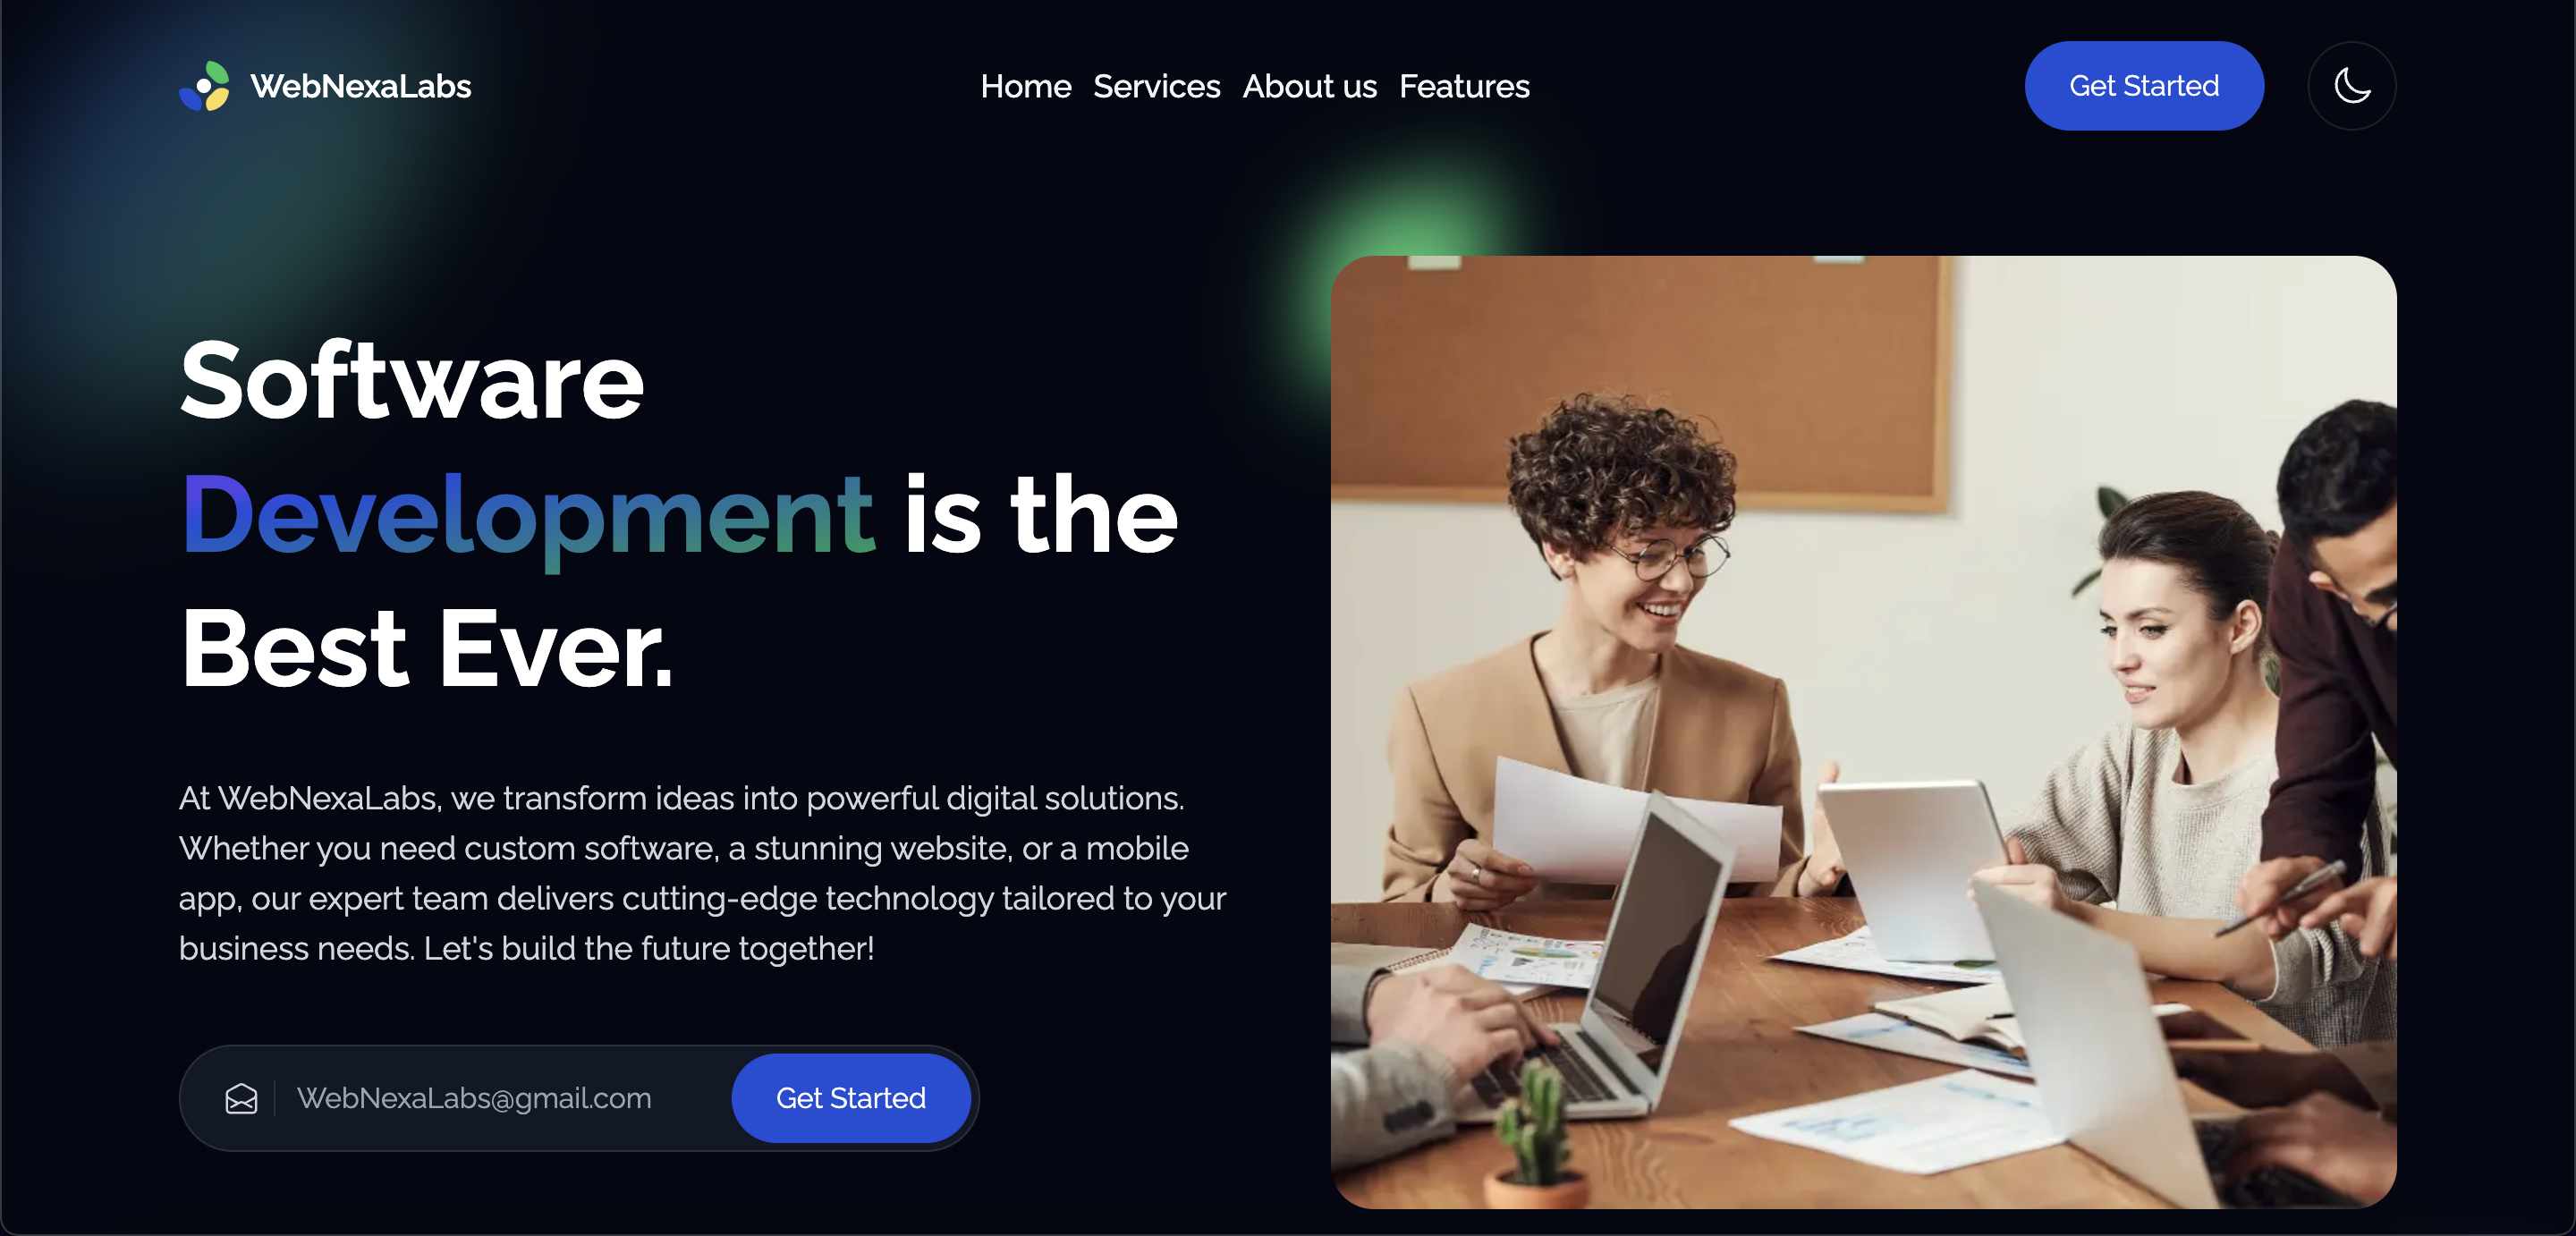 WebNexaLabs
Home Services About us Features
Get Started
Software
Development is the
Best Ever.
At WebNexaLabs, we transform ideas into powerful digital solutions.
Whether you need custom software, a stunning website, or a mobile
app, our expert team delivers cutting-edge technology tailored to your
business needs. Let's build the future together!
WebNexaLabs@gmail.com
Get Started